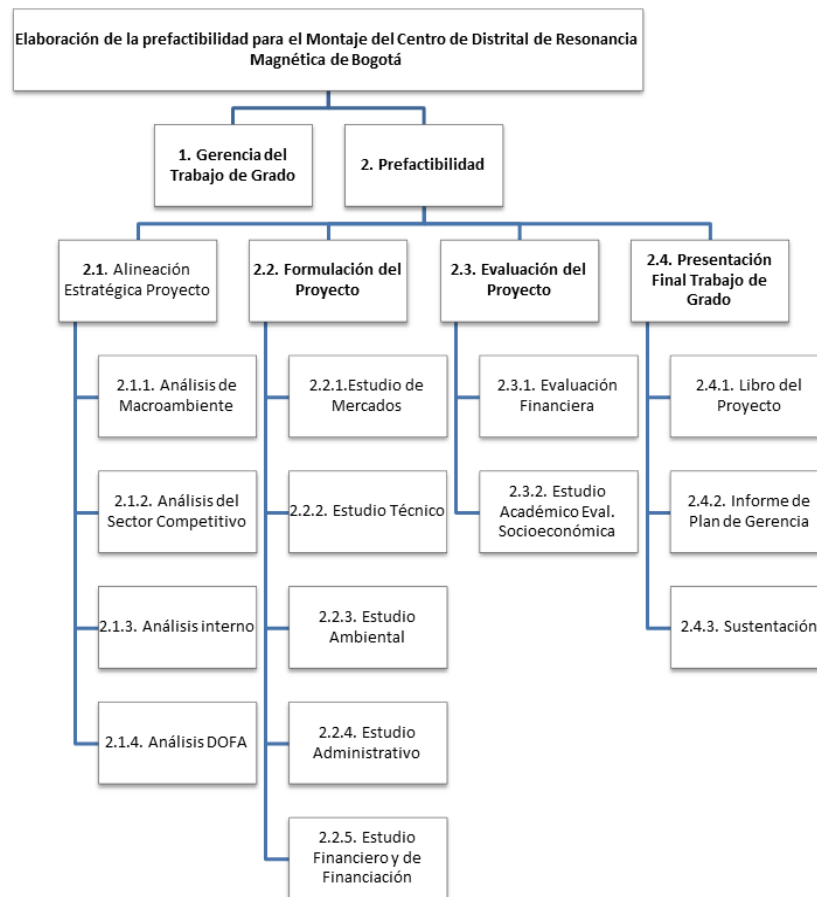 Elaboración de la prefactibilidad para el Montaje del Centro de Distrital de Resonancia
Magnética de Bogotá
1. Gerencia del
Trabajo de Grado
2. Prefactibilidad
2.1. Alineación
Estratégica Proyecto
2.2. Formulación del
Proyecto
2.3. Evaluación del
Proyecto
2.4. Presentación
Final Trabajo de
Grado
2.1.1. Análisis de
Macroambiente
2.2.1.Estudio de
Mercados
2.3.1. Evaluación
Financiera
2.4.1. Libro del
Proyecto
2.1.2. Análisis del
Sector Competitivo
2.2.2. Estudio Técnico
2.3.2. Estudio
Académico Eval.
Socioeconómica
2.4.2. Informe de
Plan de Gerencia
2.1.3. Análisis interno
2.2.3. Estudio
Ambiental
2.4.3. Sustentación
2.1.4. Análisis DOFA
2.2.4. Estudio
Administrativo
2.2.5. Estudio
Financiero y de
Financiación